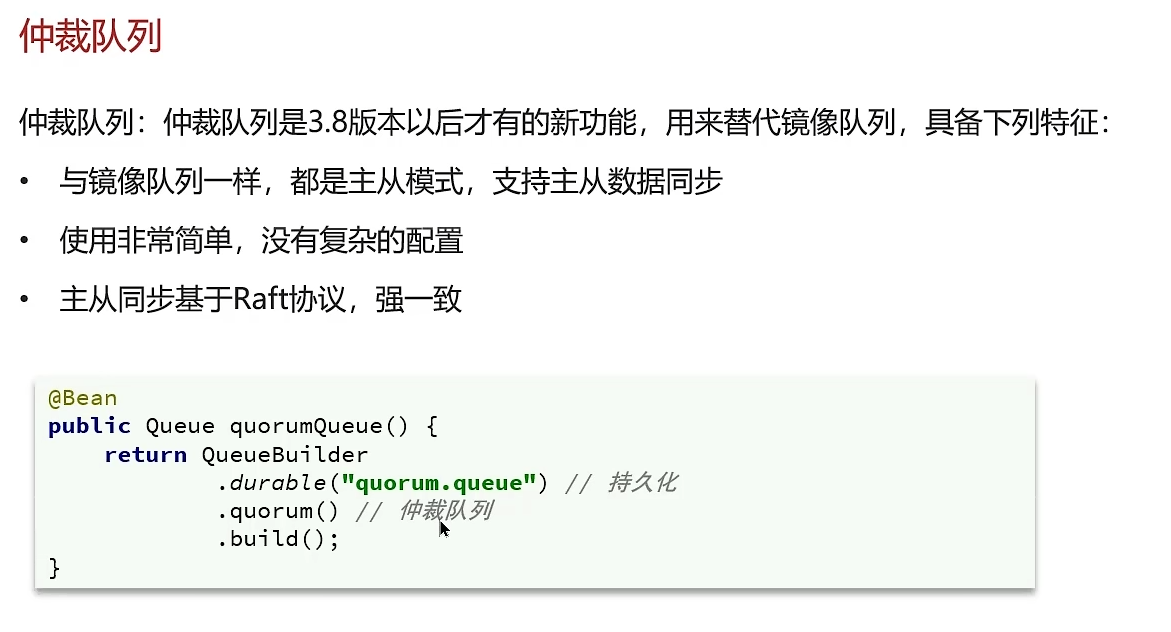 仲裁队列
仲裁队列：仲裁队列是3.8版本以后才有的新功能，用来替代镜像队列，具备下列特征：
• 与镜像队列一样，都是主从模式，支持主从数据同步
• 使用非常简单，没有复杂的配置
• 主从同步基于Raft协议，强一致
@Bean
public Queue quorumQueue() {
    return QueueBuilder
            .durable("quorum.queue") // 持久化
            .quorum() // 仲裁队列
            .build();
}